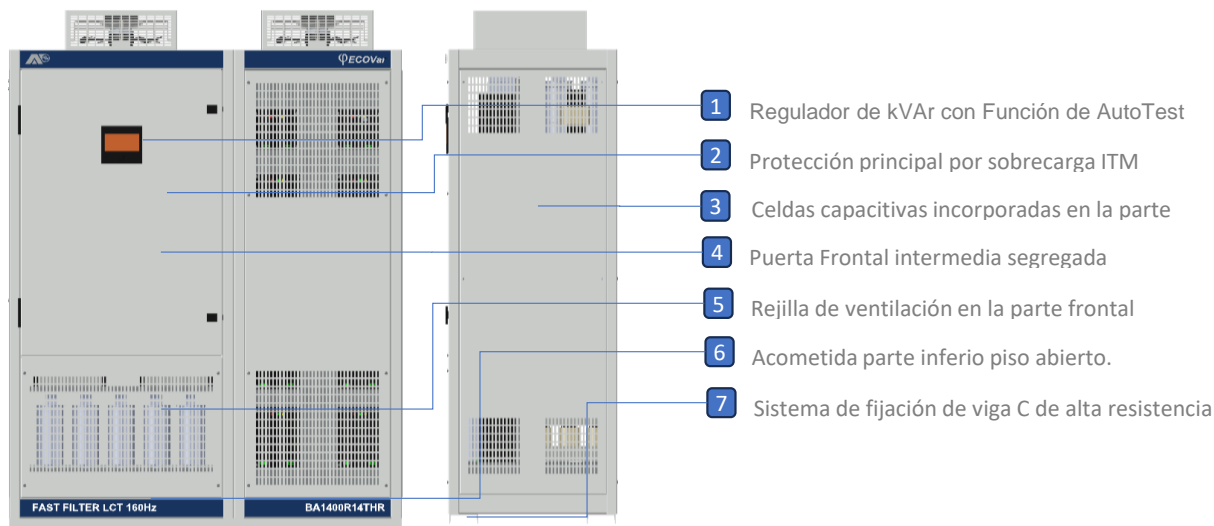 φECOVar
1 Regulador de kVAr con Función de AutoTest
2 Protección principal por sobrecarga ITM
3 Celdas capacitivas incorporadas en la parte
4 Puerta Frontal intermedia segregada
5 Rejilla de ventilación en la parte frontal
6 Acometida parte inferio piso abierto.
7 Sistema de fijación de viga C de alta resistencia
FAST FILTER LCT 160Hz
BA1400R14THR